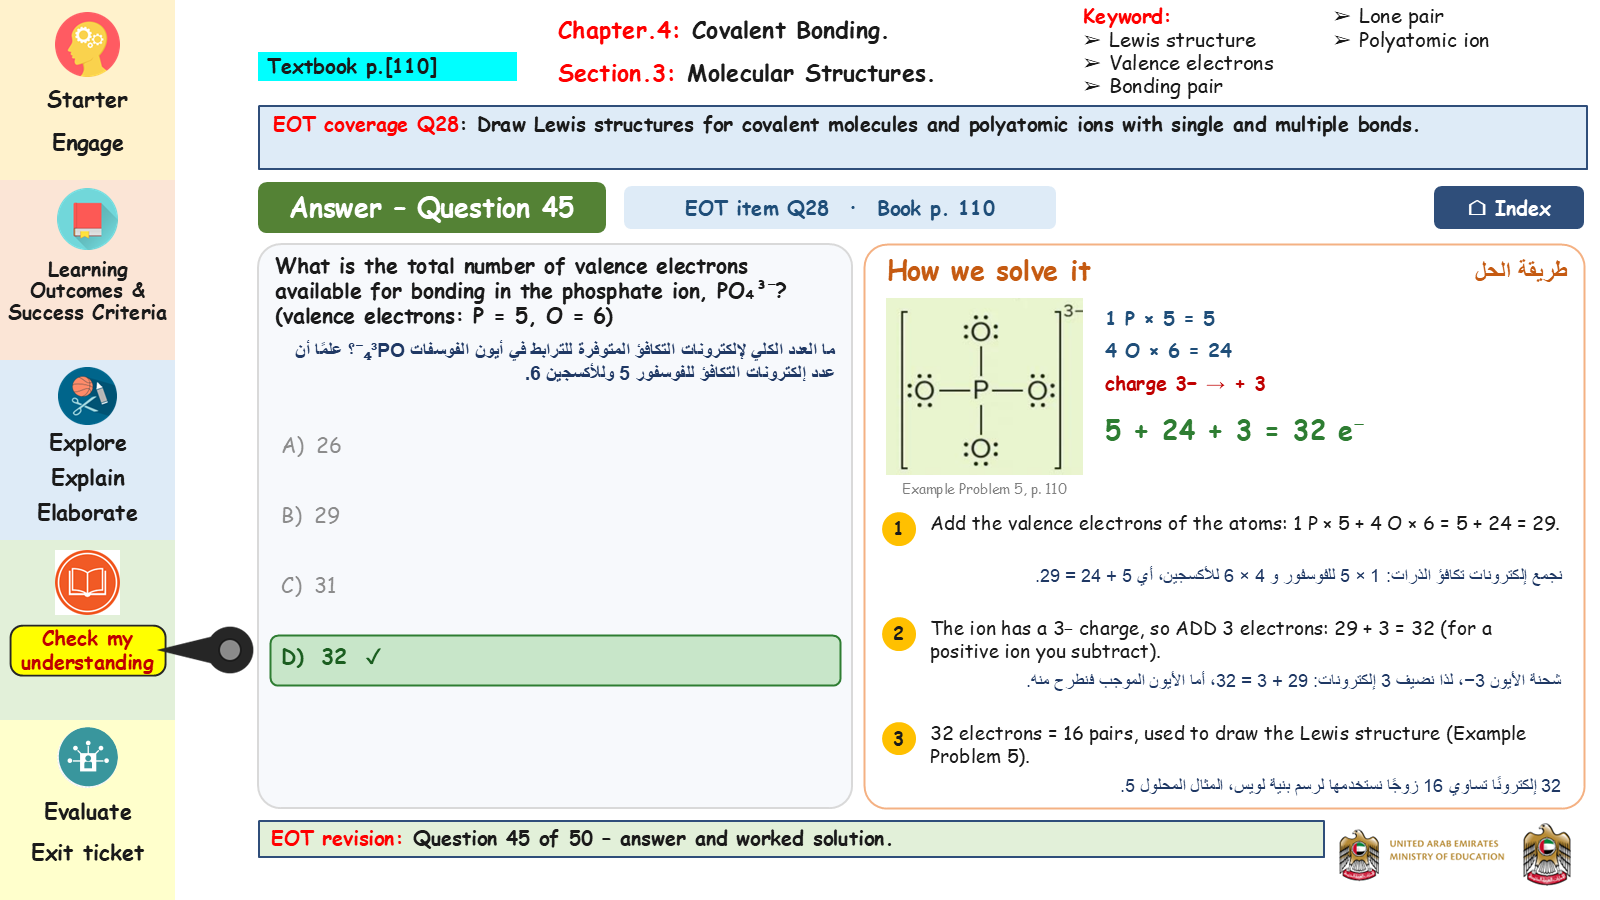 Starter
Engage
Learning
Outcomes &
Success Criteria
Explore
Explain
Elaborate
Check my
understanding
Evaluate
Exit ticket
Textbook p.[110]
Chapter.4: Covalent Bonding.
Section.3: Molecular Structures.
Keyword:
➢ Lewis structure
➢ Valence electrons
➢ Bonding pair
➢ Lone pair
➢ Polyatomic ion
EOT coverage Q28: Draw Lewis structures for covalent molecules and polyatomic ions with single and multiple bonds.
Answer – Question 45
EOT item Q28 · Book p. 110
⌂ Index
What is the total number of valence electrons
available for bonding in the phosphate ion, PO₄³⁻?
(valence electrons: P = 5, O = 6)
ما العدد الكلي لإلكترونات التكافؤ المتوفرة للترابط في أيون الفوسفات PO₄³⁻؟ علمًا أن
عدد إلكترونات التكافؤ للفوسفور 5 وللأكسجين 6.
A) 26
B) 29
C) 31
D) 32 ✓
How we solve it
طريقة الحل
3−
O
O P O
O
Example Problem 5, p. 110
1 P × 5 = 5
4 O × 6 = 24
charge 3− → + 3
5 + 24 + 3 = 32 e⁻
1 Add the valence electrons of the atoms: 1 P × 5 + 4 O × 6 = 5 + 24 = 29.
نجمع إلكترونات تكافؤ الذرات: 1 × 5 للفوسفور و 4 × 6 للأكسجين، أي 5 + 24 = 29.
2 The ion has a 3− charge, so ADD 3 electrons: 29 + 3 = 32 (for a
positive ion you subtract).
شحنة الأيون 3−، لذا نضيف 3 إلكترونات: 29 + 3 = 32، أما الأيون الموجب فنطرح منه.
3 32 electrons = 16 pairs, used to draw the Lewis structure (Example
Problem 5).
32 إلكترونًا تساوي 16 زوجًا نستخدمها لرسم بنية لويس، المثال المحلول 5.
EOT revision: Question 45 of 50 – answer and worked solution.
UNITED ARAB EMIRATES
MINISTRY OF EDUCATION